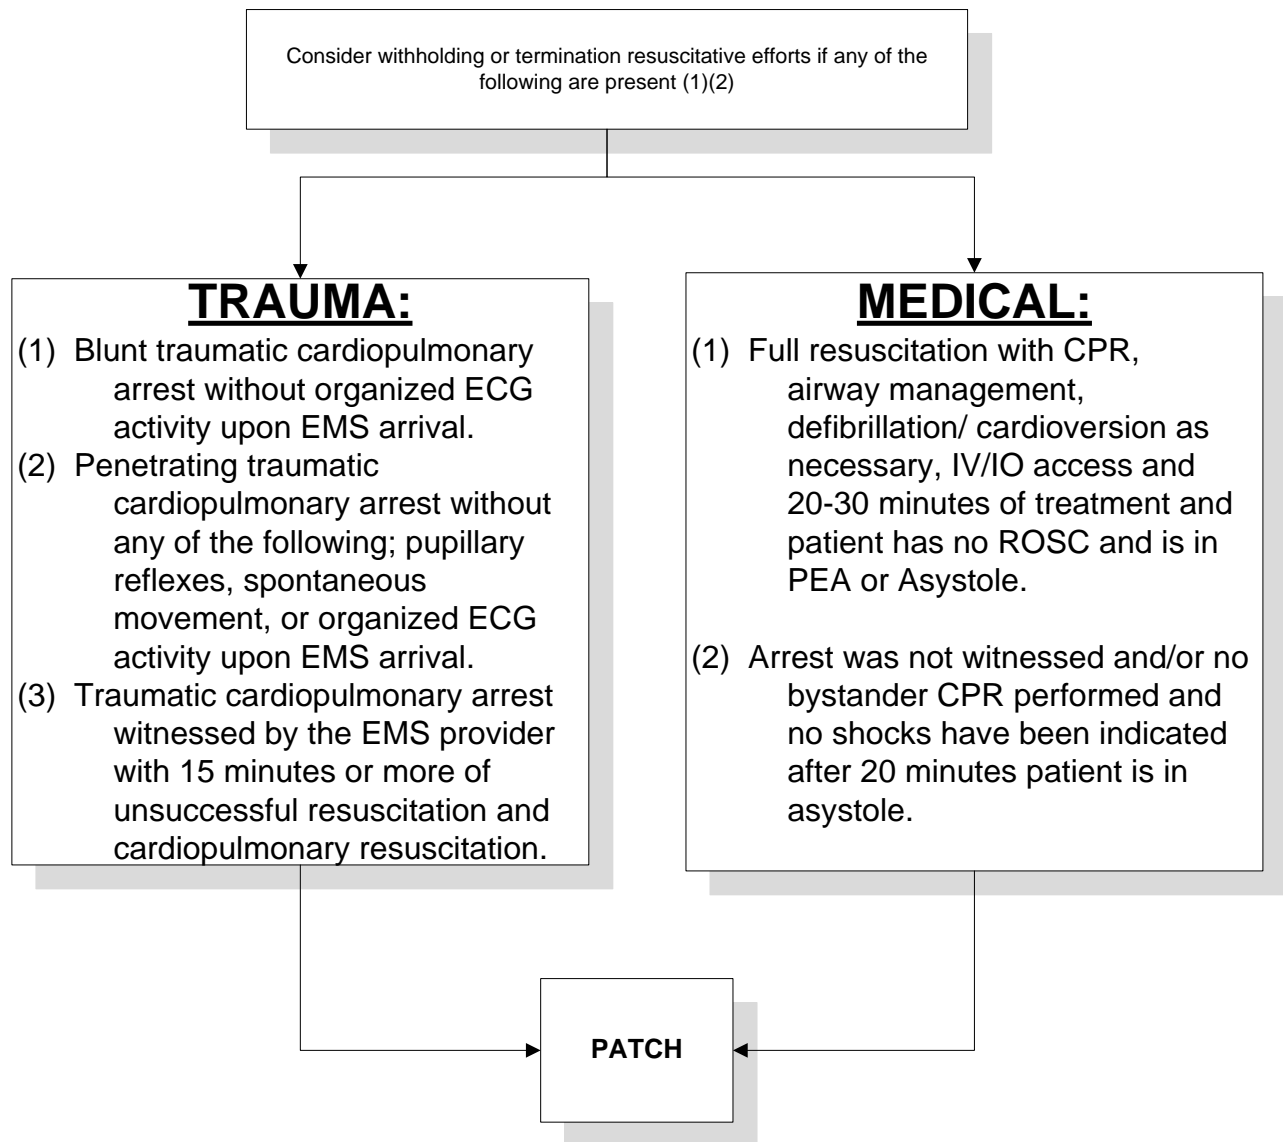 Consider withholding or termination resuscitative efforts if any of the
following are present (1)(2)
TRAUMA:
(1) Blunt traumatic cardiopulmonary
arrest without organized ECG
activity upon EMS arrival.
(2) Penetrating traumatic
cardiopulmonary arrest without
any of the following; pupillary
reflexes, spontaneous
movement, or organized ECG
activity upon EMS arrival.
(3) Traumatic cardiopulmonary arrest
witnessed by the EMS provider
with 15 minutes or more of
unsuccessful resuscitation and
cardiopulmonary resuscitation.
MEDICAL:
(1) Full resuscitation with CPR,
airway management,
defibrillation/ cardioversion as
necessary, IV/IO access and
20-30 minutes of treatment and
patient has no ROSC and is in
PEA or Asystole.
(2) Arrest was not witnessed and/or no
bystander CPR performed and
no shocks have been indicated
after 20 minutes patient is in
asystole.
PATCH